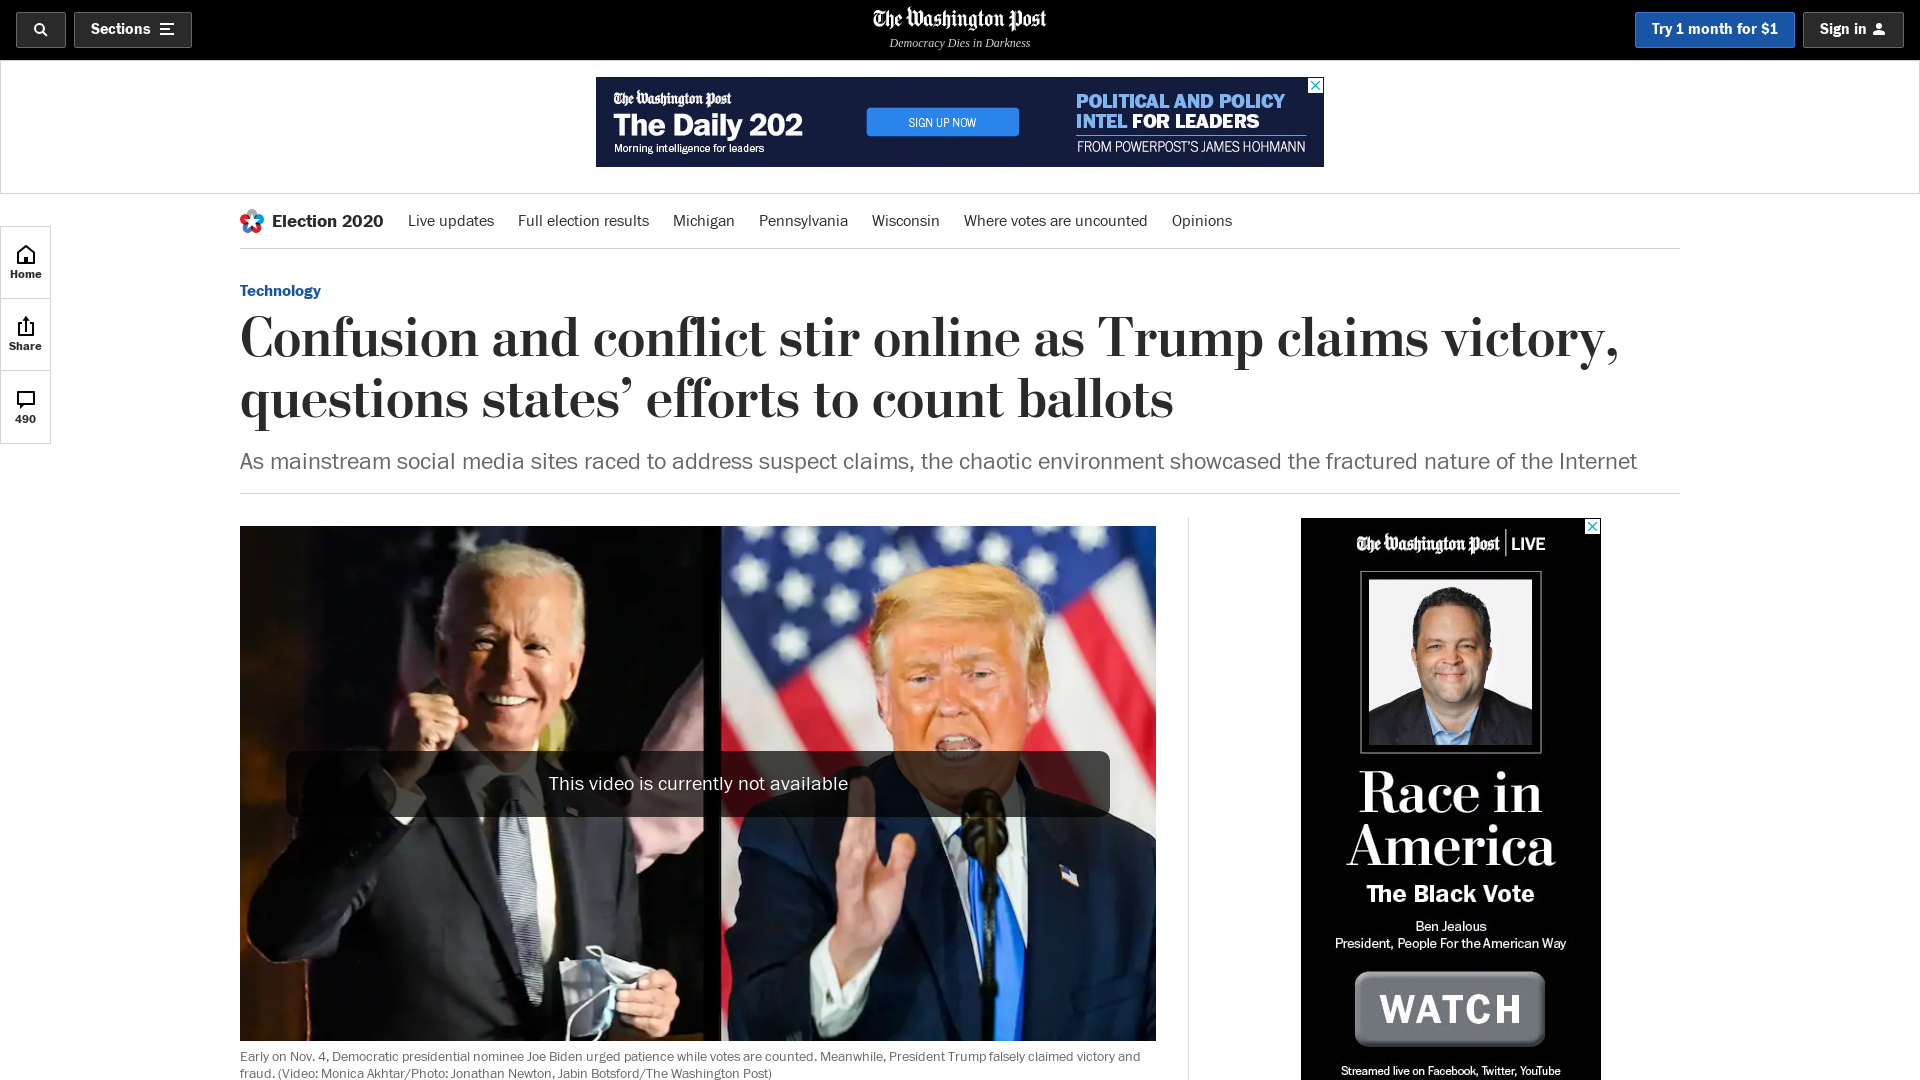 Sections
The Washington Post
Democracy Dies in Darkness
Try 1 month for $1
Sign in
The Washington Post
The Daily 202
Morning intelligence for leaders
SIGN UP NOW
POLITICAL AND POLICY
INTEL FOR LEADERS
FROM POWERPOST'S JAMES HOHMANN
Election 2020
Live updates
Full election results
Michigan
Pennsylvania
Wisconsin
Where votes are uncounted
Opinions
Home
Share
490
Technology
Confusion and conflict stir online as Trump claims victory,
questions states’ efforts to count ballots
As mainstream social media sites raced to address suspect claims, the chaotic environment showcased the fractured nature of the Internet
This video is currently not available
Early on Nov. 4, Democratic presidential nominee Joe Biden urged patience while votes are counted. Meanwhile, President Trump falsely claimed victory and
fraud. (Video: Monica Akhtar/Photo: Jonathan Newton, Jabin Botsford/The Washington Post)
The Washington Post LIVE
Race in
America
The Black Vote
Ben Jealous
President, People For the American Way
WATCH
Streamed live on Facebook, Twitter, YouTube